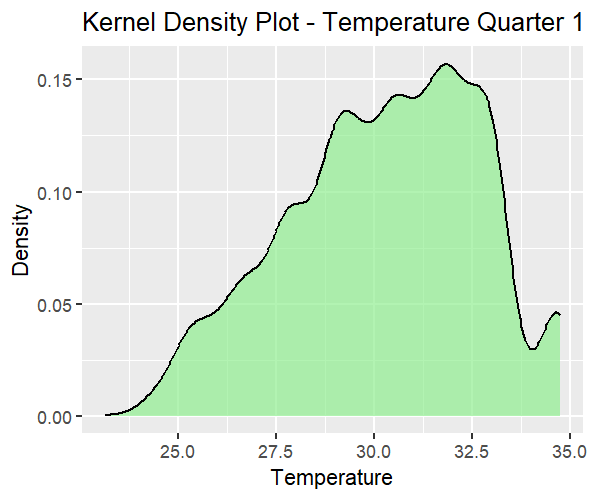 Kernel Density Plot - Temperature Quarter 1
0.15
0.10
0.05
0.00
Density
25.0 27.5 30.0 32.5 35.0
Temperature